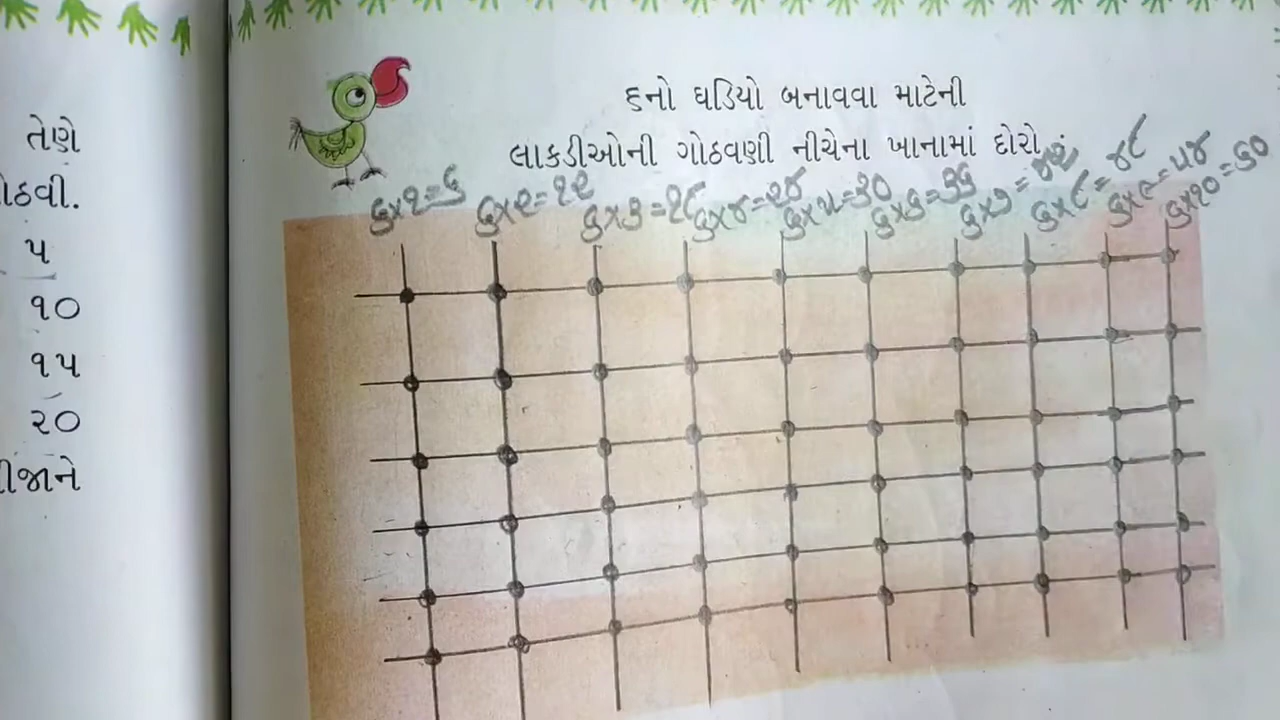 તેણે
ોઠવી.
૫
૧૦
૧૫
૨૦
ીજાને
૬નો ઘડિયો બનાવવા માટેની
લાકડીઓની ગોઠવણી નીચેના ખાનામાં દોરો.
૬×૧=૬ ૬×૨=૧૨ ૬×૩=૧૮ ૬×૪=૨૪ ૬×૫=૩૦ ૬×૬=૩૬ ૬×૭=૪૨ ૬×૮=૪૮ ૬×૯=૫૪ ૬×૧૦=૬૦